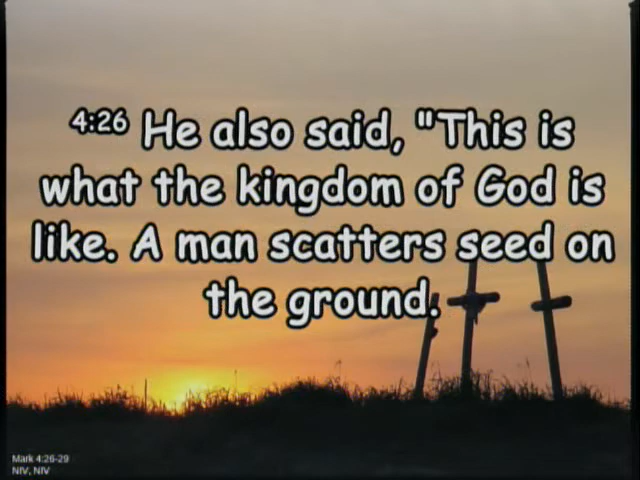 4:26 He also said, "This is
what the kingdom of God is
like. A man scatters seed on
the ground.
Mark 4:26-29
NIV, NIV